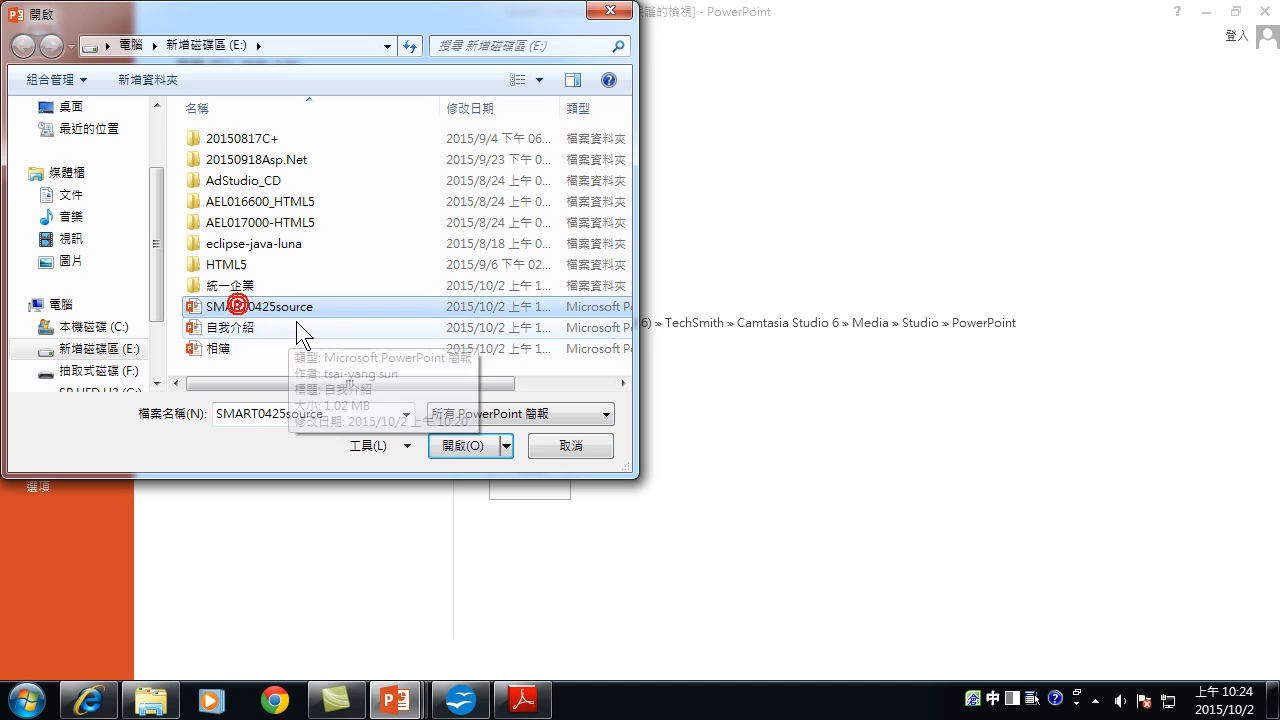 開啟
護的檢視] - PowerPoint
登入
電腦 新增磁碟區 (E:)
搜尋 新增磁碟區 (E:)
組合管理 新增資料夾
桌面
最近的位置
媒體櫃
文件
音樂
視訊
圖片
電腦
本機磁碟 (C:)
新增磁碟區 (E:)
抽取式磁碟 (F:)
名稱 修改日期 類型
20150817C+ 2015/9/4 下午 06... 檔案資料夾
20150918Asp.Net 2015/9/23 下午 0... 檔案資料夾
AdStudio_CD 2015/8/24 上午 0... 檔案資料夾
AEL016600_HTML5 2015/8/24 上午 0... 檔案資料夾
AEL017000-HTML5 2015/8/24 上午 0... 檔案資料夾
eclipse-java-luna 2015/8/18 上午 0... 檔案資料夾
HTML5 2015/9/6 下午 02... 檔案資料夾
統一企業 2015/10/2 上午 1... 檔案資料夾
SMART0425source 2015/10/2 上午 1... Microsoft P
自我介紹 2015/10/2 上午 1... Microsoft P
相簿 2015/10/2 上午 1... Microsoft P
類型: Microsoft PowerPoint 簡報
作者: tsai-yang sun
標題: 自我介紹
大小: 1.02 MB
修改日期: 2015/10/2 上午 10:20
檔案名稱(N): SMART0425source 所有 PowerPoint 簡報
工具(L) 開啟(O) 取消
6) » TechSmith » Camtasia Studio 6 » Media » Studio » PowerPoint
選項
中
上午 10:24
2015/10/2